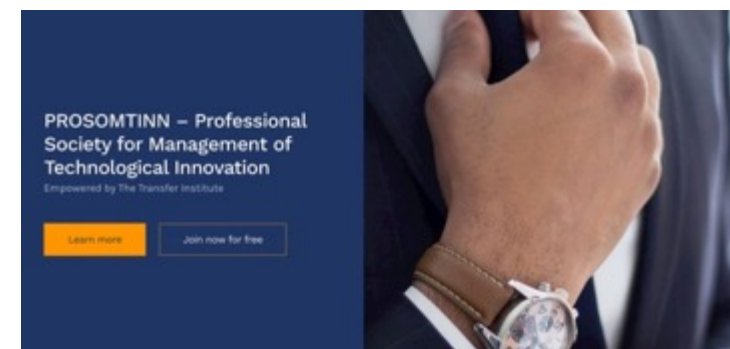 PROSOMTINN – Professional
Society for Management of
Technological Innovation
Empowered by The Transfer Institute
Learn more
Join now for free